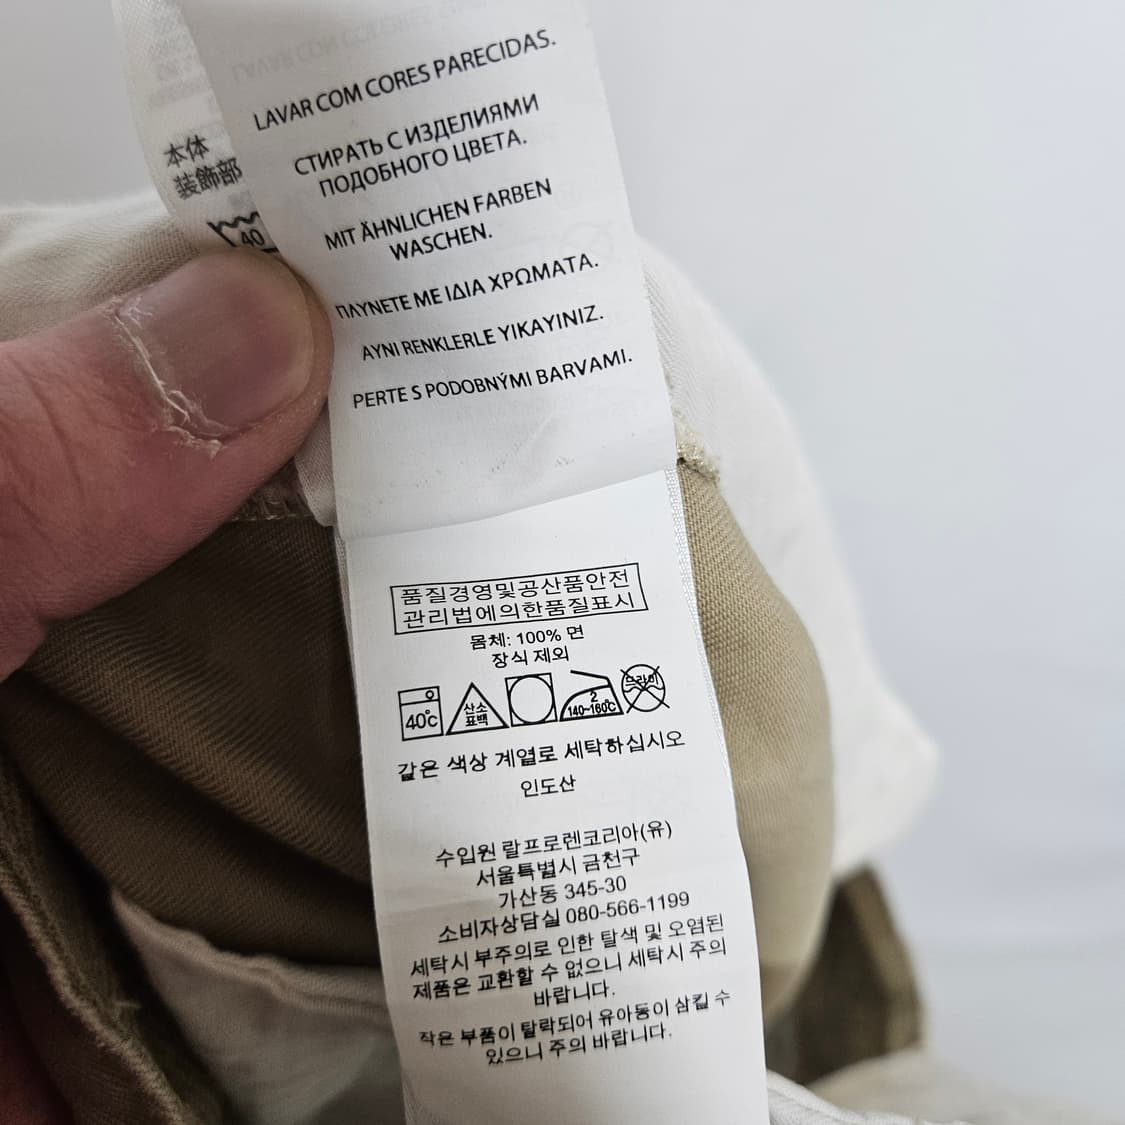 LAVAR COM CORES PARECIDAS.
СТИРАТЬ С ИЗДЕЛИЯМИ
ПОДОБНОГО ЦВЕТА.
MIT ÄHNLICHEN FARBEN
WASCHEN.
ΠΛΥΝΕΤΕ ΜΕ ΙΔΙΑ ΧΡΩΜΑΤΑ.
AYNI RENKLERLE YIKAYINIZ.
PERTE S PODOBNÝMI BARVAMI.
本体
装飾部
40
품질경영및공산품안전
관리법에의한품질표시
몸체: 100% 면
장식 제외
40℃
산소
표백
2
140~160℃
드라이
같은 색상 계열로 세탁하십시오
인도산
수입원 랄프로렌코리아(유)
서울특별시 금천구
가산동 345-30
소비자상담실 080-566-1199
세탁시 부주의로 인한 탈색 및 오염된
제품은 교환할 수 없으니 세탁시 주의
바랍니다.
작은 부품이 탈락되어 유아동이 삼킬 수
있으니 주의 바랍니다.